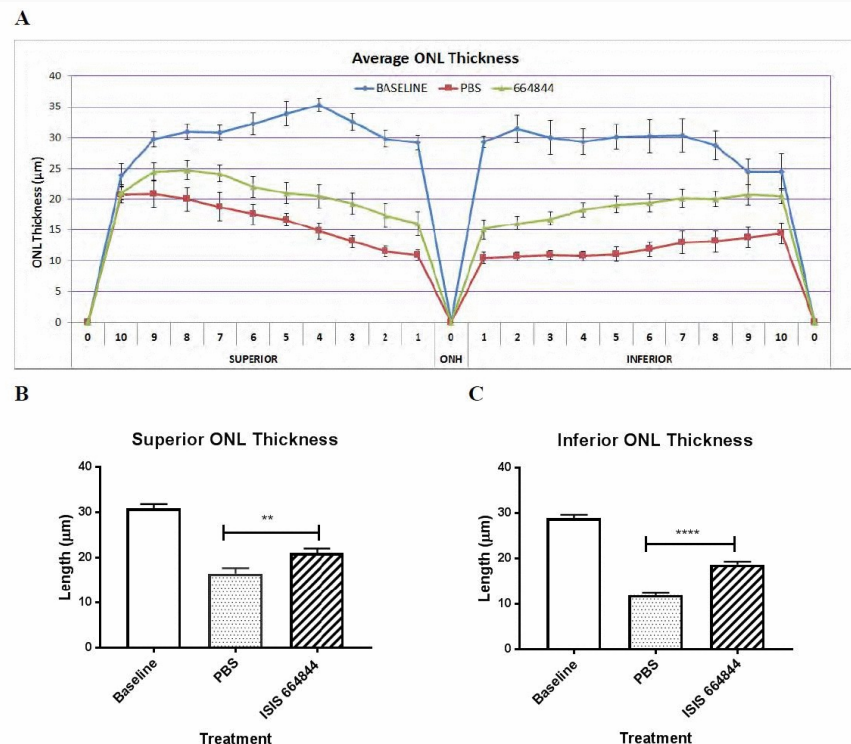 A
Average ONL Thickness
BASELINE PBS 664844
ONL Thickness (µm)
40
35
30
25
20
15
10
5
0
0 10 9 8 7 6 5 4 3 2 1 0 1 2 3 4 5 6 7 8 9 10 0
SUPERIOR ONH INFERIOR
B
Superior ONL Thickness
Length (µm)
40
30
20
10
0
**
Baseline PBS ISIS 664844
Treatment
C
Inferior ONL Thickness
Length (µm)
40
30
20
10
0
****
Baseline PBS ISIS 664844
Treatment